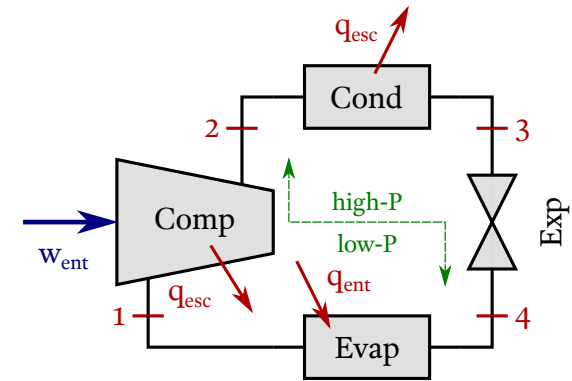 q_esc
Cond
2
3
high-P
Comp
Exp
low-P
w_ent
q_esc
q_ent
1
4
Evap